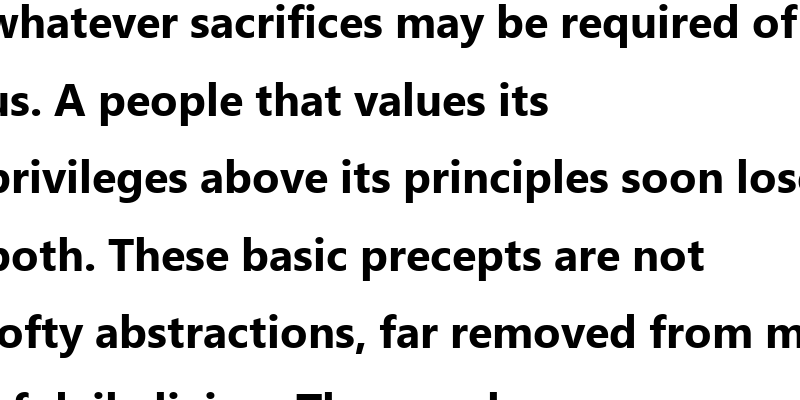 whatever sacrifices may be required of
us. A people that values its
privileges above its principles soon
both. These basic precepts are not
lofty abstractions, far removed from